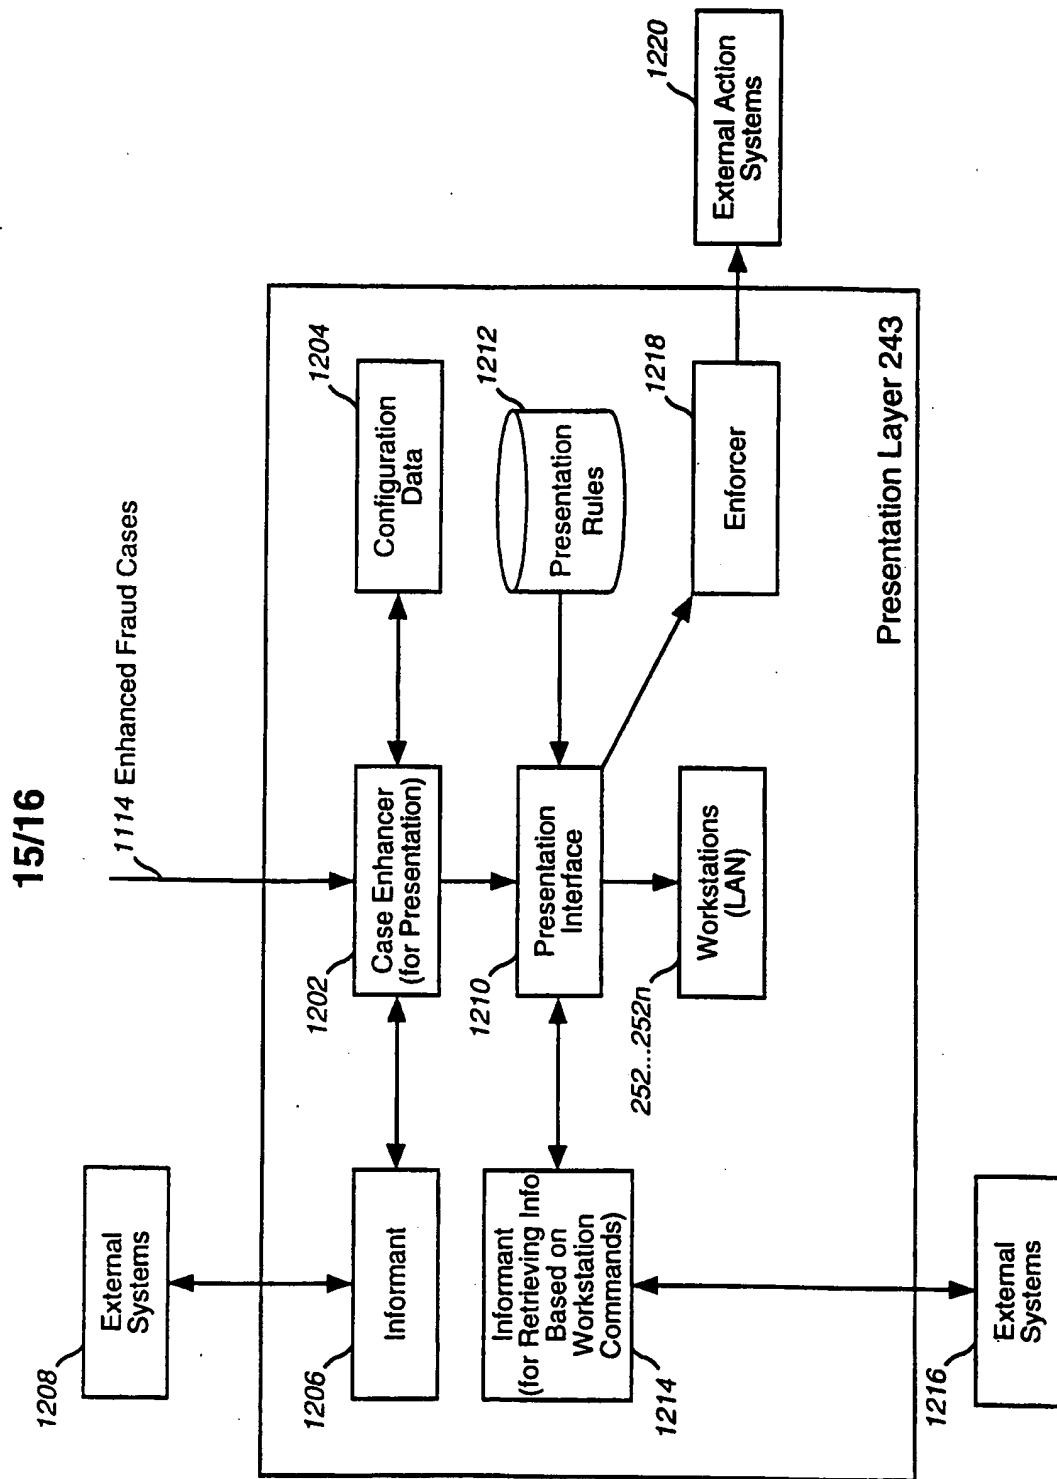 15/16
1114 Enhanced Fraud Cases
1208
External
Systems
1206
Informant
1202
Case Enhancer
(for Presentation)
1204
Configuration
Data
1214
Informant
(for Retrieving Info
Based on
Workstation
Commands)
1210
Presentation
Interface
1212
Presentation
Rules
252...252n
Workstations
(LAN)
1218
Enforcer
1220
External Action
Systems
Presentation Layer 243
1216
External
Systems